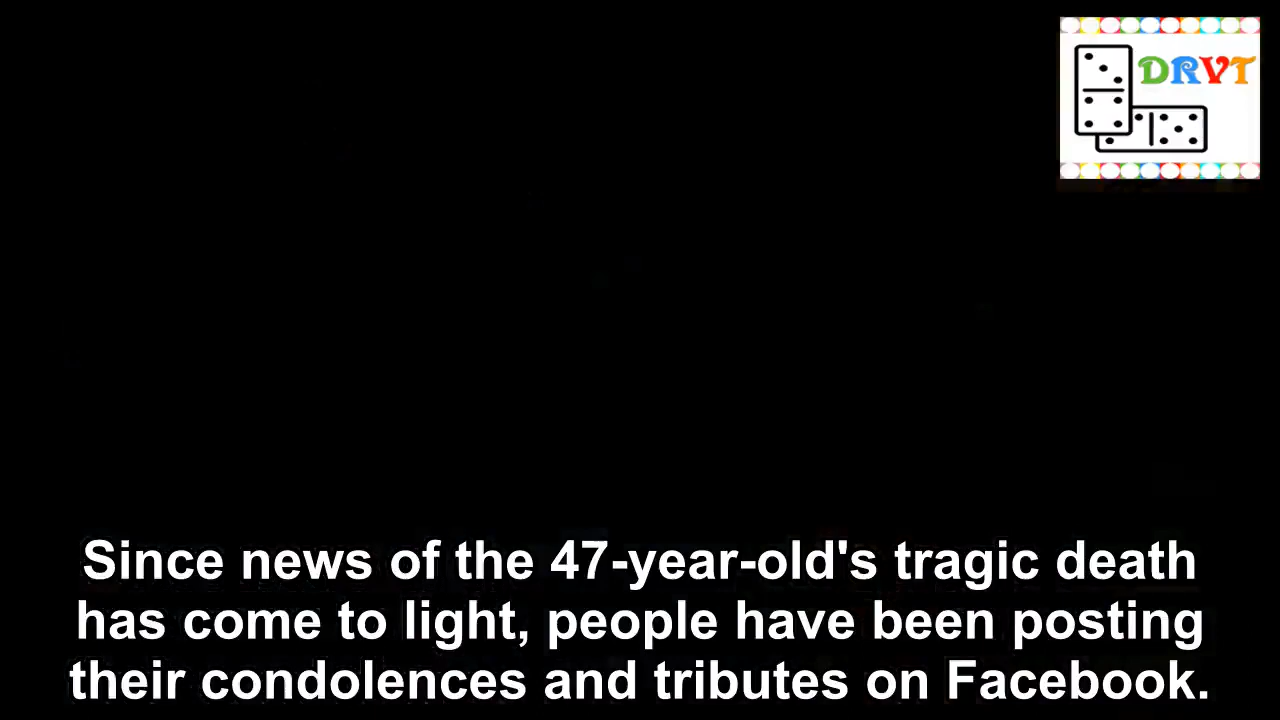 DRVT
Since news of the 47-year-old's tragic death
has come to light, people have been posting
their condolences and tributes on Facebook.